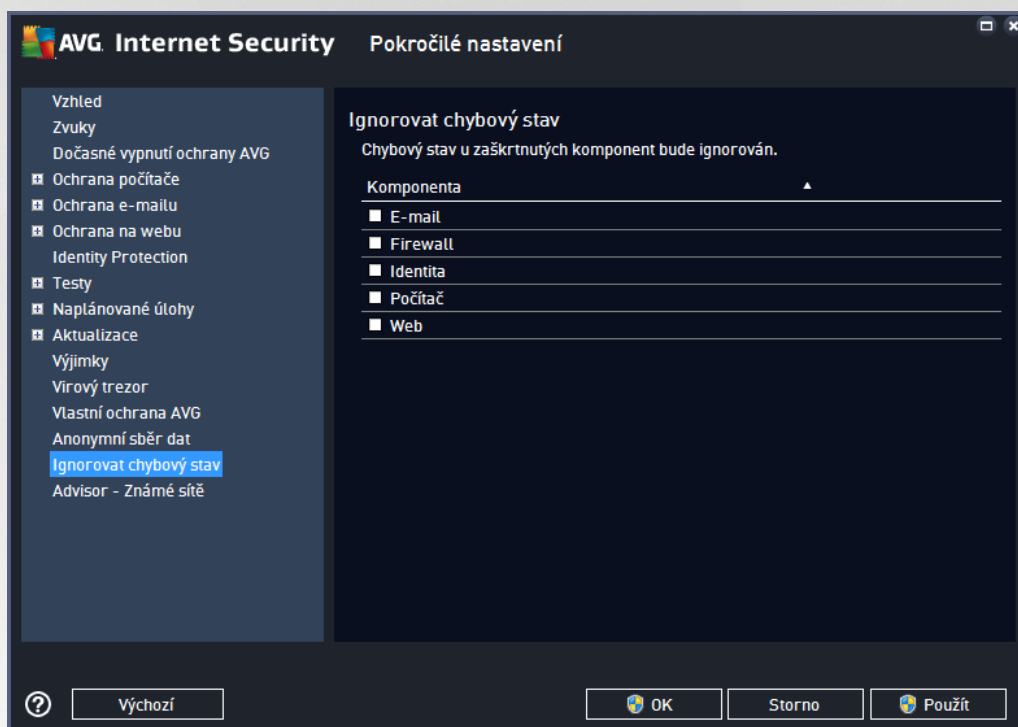 AVG. Internet Security Pokročilé nastavení
Vzhled
Zvuky
Dočasné vypnutí ochrany AVG
Ochrana počítače
Ochrana e-mailu
Ochrana na webu
Identity Protection
Testy
Naplánované úlohy
Aktualizace
Výjimky
Virový trezor
Vlastní ochrana AVG
Anonymní sběr dat
Ignorovat chybový stav
Advisor - Známé sítě
Ignorovat chybový stav
Chybový stav u zaškrtnutých komponent bude ignorován.
Komponenta
E-mail
Firewall
Identita
Počítač
Web
Výchozí OK Storno Použít